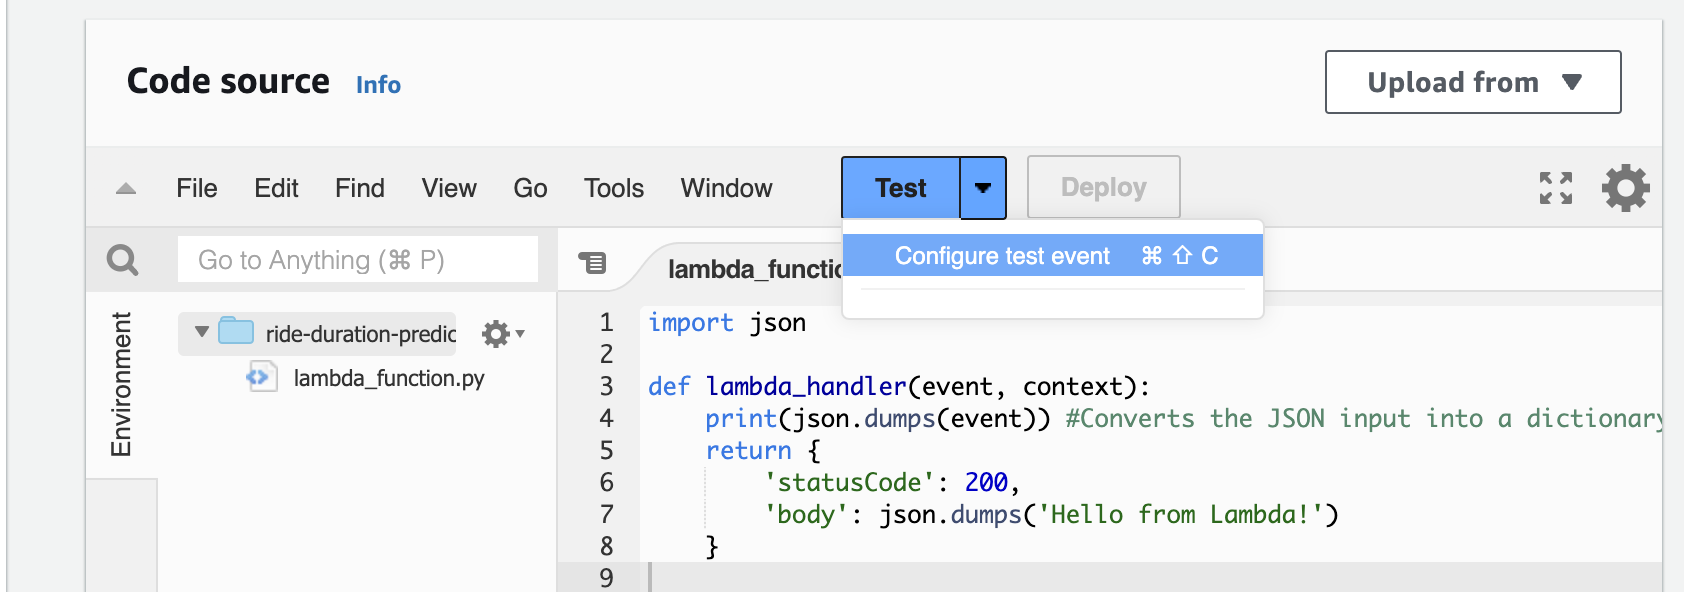 Code source Info
Upload from
File Edit Find View Go Tools Window Test Deploy
Go to Anything (⌘ P)
Configure test event ⌘ ⇧ C
Environment
ride-duration-predic
lambda_function.py
lambda_functio
1 import json
2
3 def lambda_handler(event, context):
4 print(json.dumps(event)) #Converts the JSON input into a dictionary
5 return {
6 'statusCode': 200,
7 'body': json.dumps('Hello from Lambda!')
8 }
9